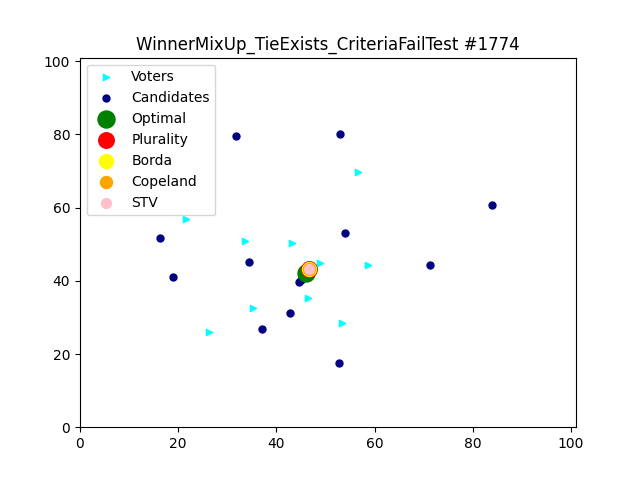 WinnerMixUp_TieExists_CriteriaFailTest #1774
100
80
60
40
20
0
Voters
Candidates
Optimal
Plurality
Borda
Copeland
STV
0 20 40 60 80 100